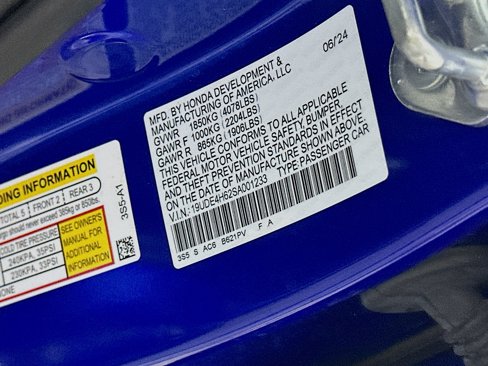 MFD. BY HONDA DEVELOPMENT & 06/24
MANUFACTURING OF AMERICA, LLC
GVWR 1850KG (4078LBS)
GAWR F 1000KG (2204LBS)
GAWR R 865KG (1906LBS)
THIS VEHICLE CONFORMS TO ALL APPLICABLE
FEDERAL MOTOR VEHICLE SAFETY, BUMPER,
AND THEFT PREVENTION STANDARDS IN EFFECT
ON THE DATE OF MANUFACTURE SHOWN ABOVE.
V.I.N.: 19UDE4H62SA001233 TYPE PASSENGER CAR
3S5 S AC6 B621PV F A
DING INFORMATION
TOTAL 5 FRONT 2 REAR 3
should never exceed 385kg or 850lbs.
COLD TIRE PRESSURE
240KPA, 35PSI
230KPA, 33PSI
NONE
SEE OWNER'S
MANUAL FOR
ADDITIONAL
INFORMATION
3S5-A1